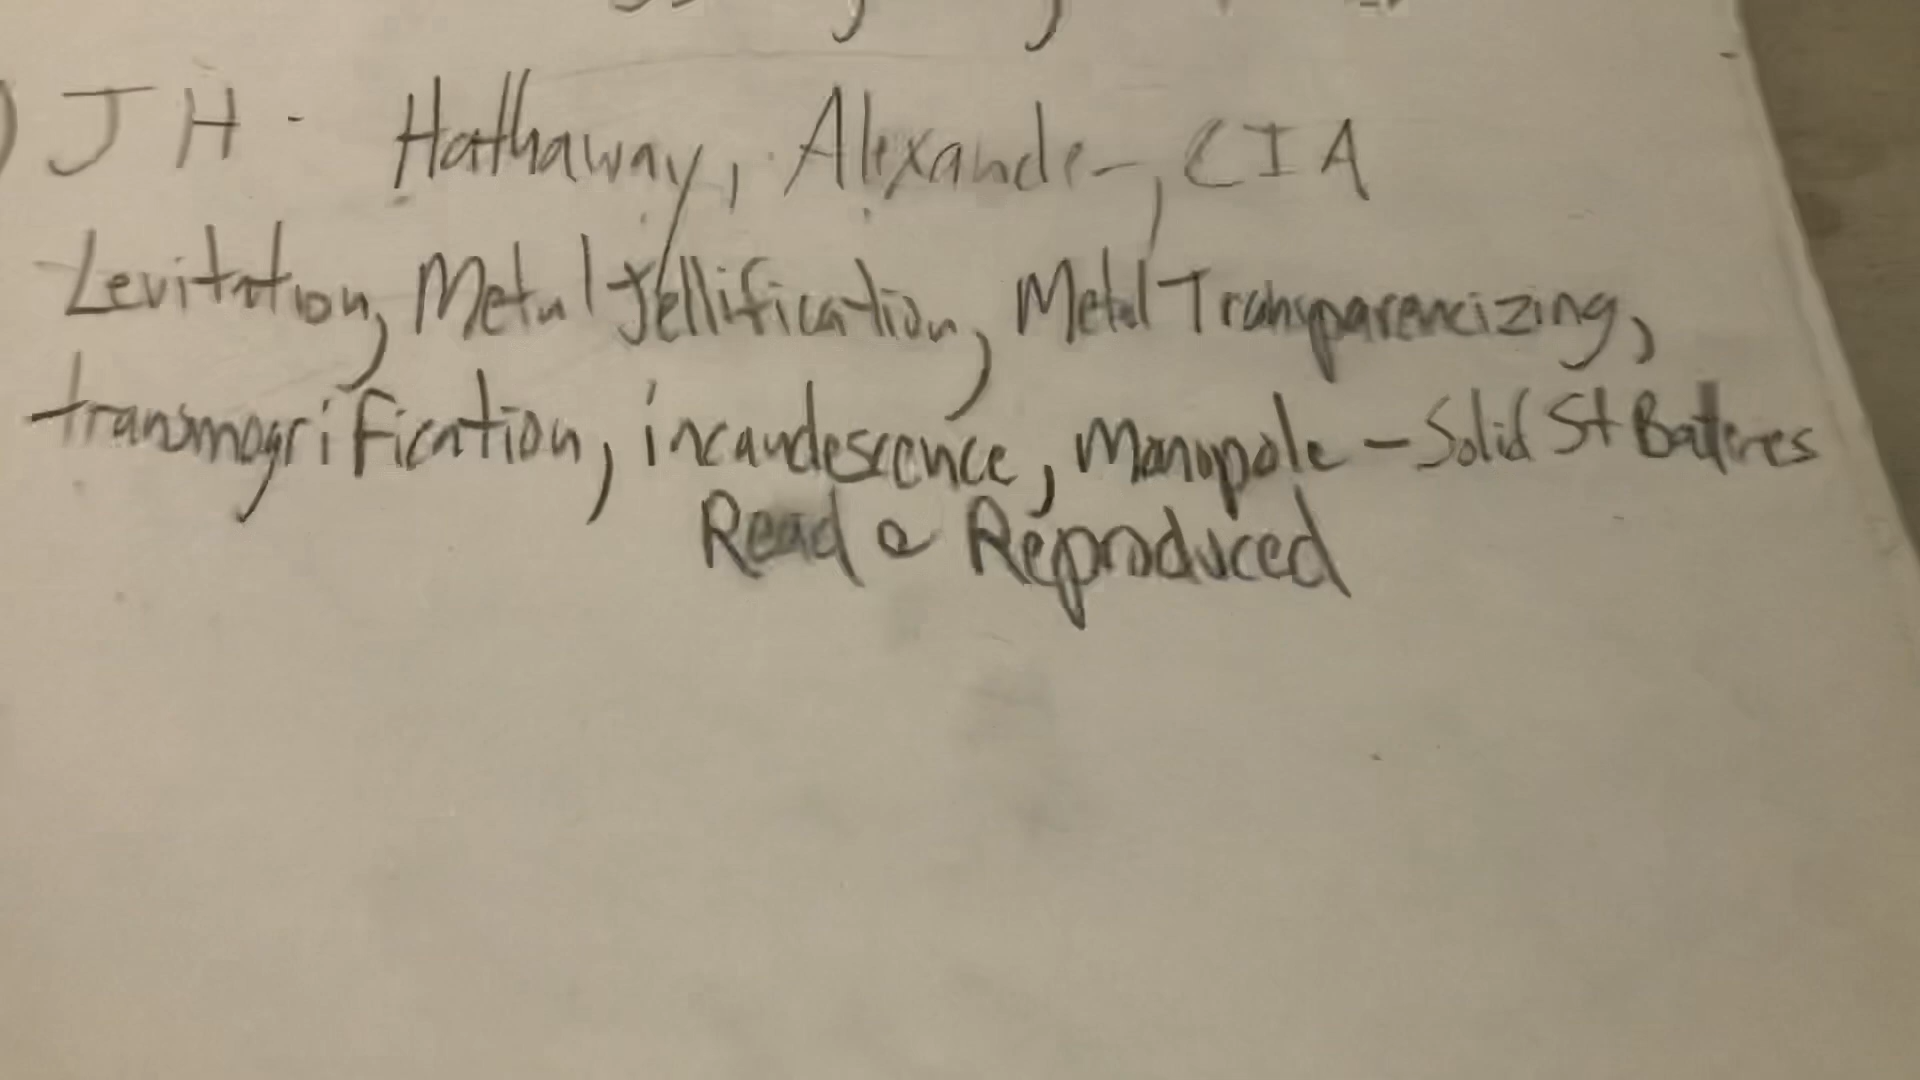 ) JH - Hathaway, Alexander, CIA
Levitation, Metal Jellification, Metal Transparencizing,
transmogrification, incandescence, Monopole - Solid St Batteries
Read & Reproduced